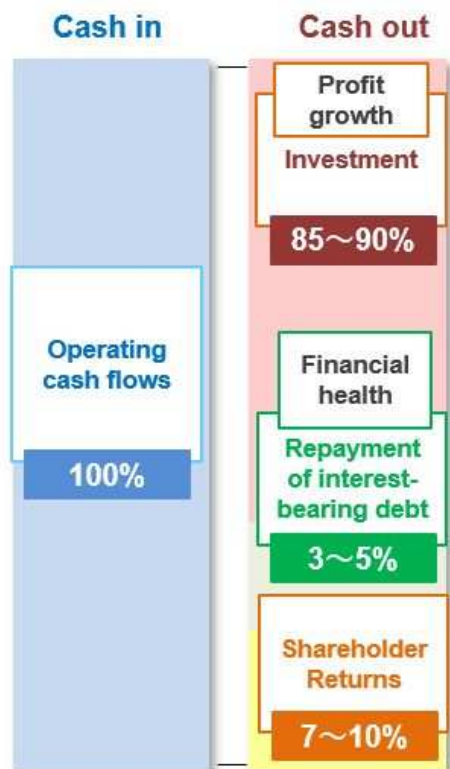 Cash in
Operating
cash flows
100%
Cash out
Profit
growth
Investment
85～90%
Financial
health
Repayment
of interest-
bearing debt
3～5%
Shareholder
Returns
7～10%